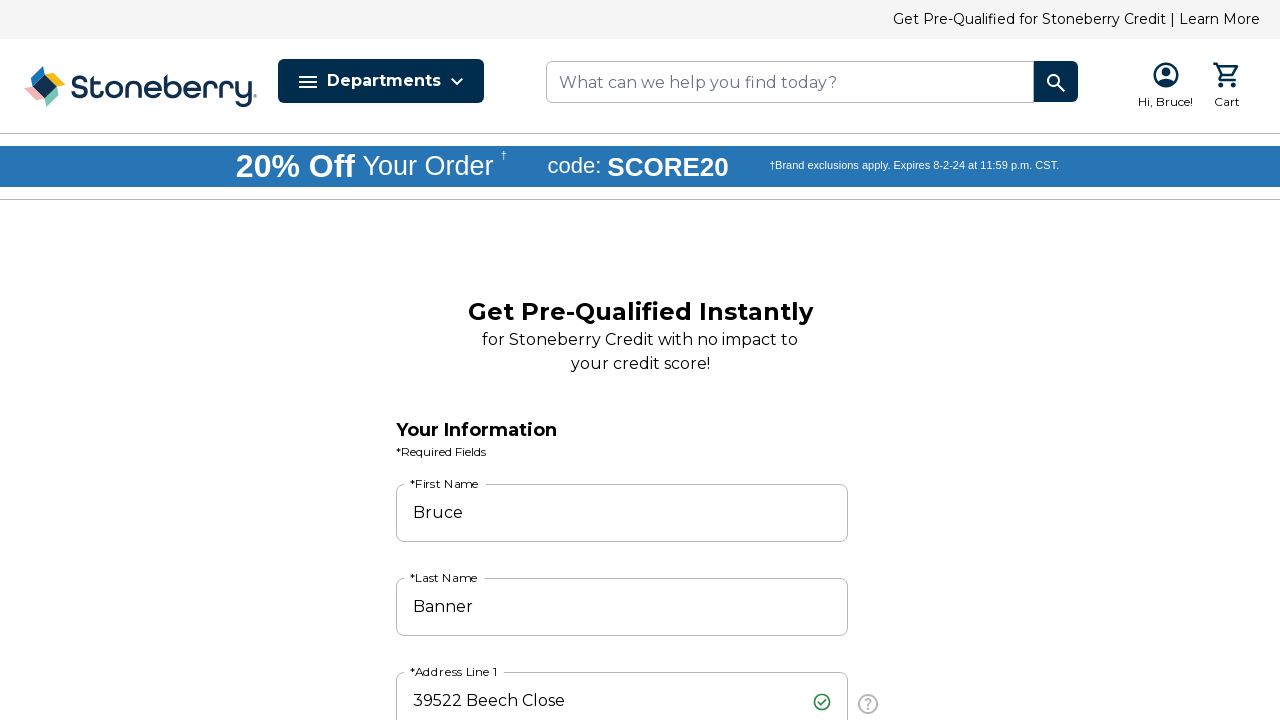 Get Pre-Qualified for Stoneberry Credit | Learn More
Stoneberry®
Departments
What can we help you find today?
Hi, Bruce!
Cart
20% Off Your Order † code: SCORE20 †Brand exclusions apply. Expires 8-2-24 at 11:59 p.m. CST.
Get Pre-Qualified Instantly
for Stoneberry Credit with no impact to
your credit score!
Your Information
*Required Fields
*First Name
Bruce
*Last Name
Banner
*Address Line 1
39522 Beech Close